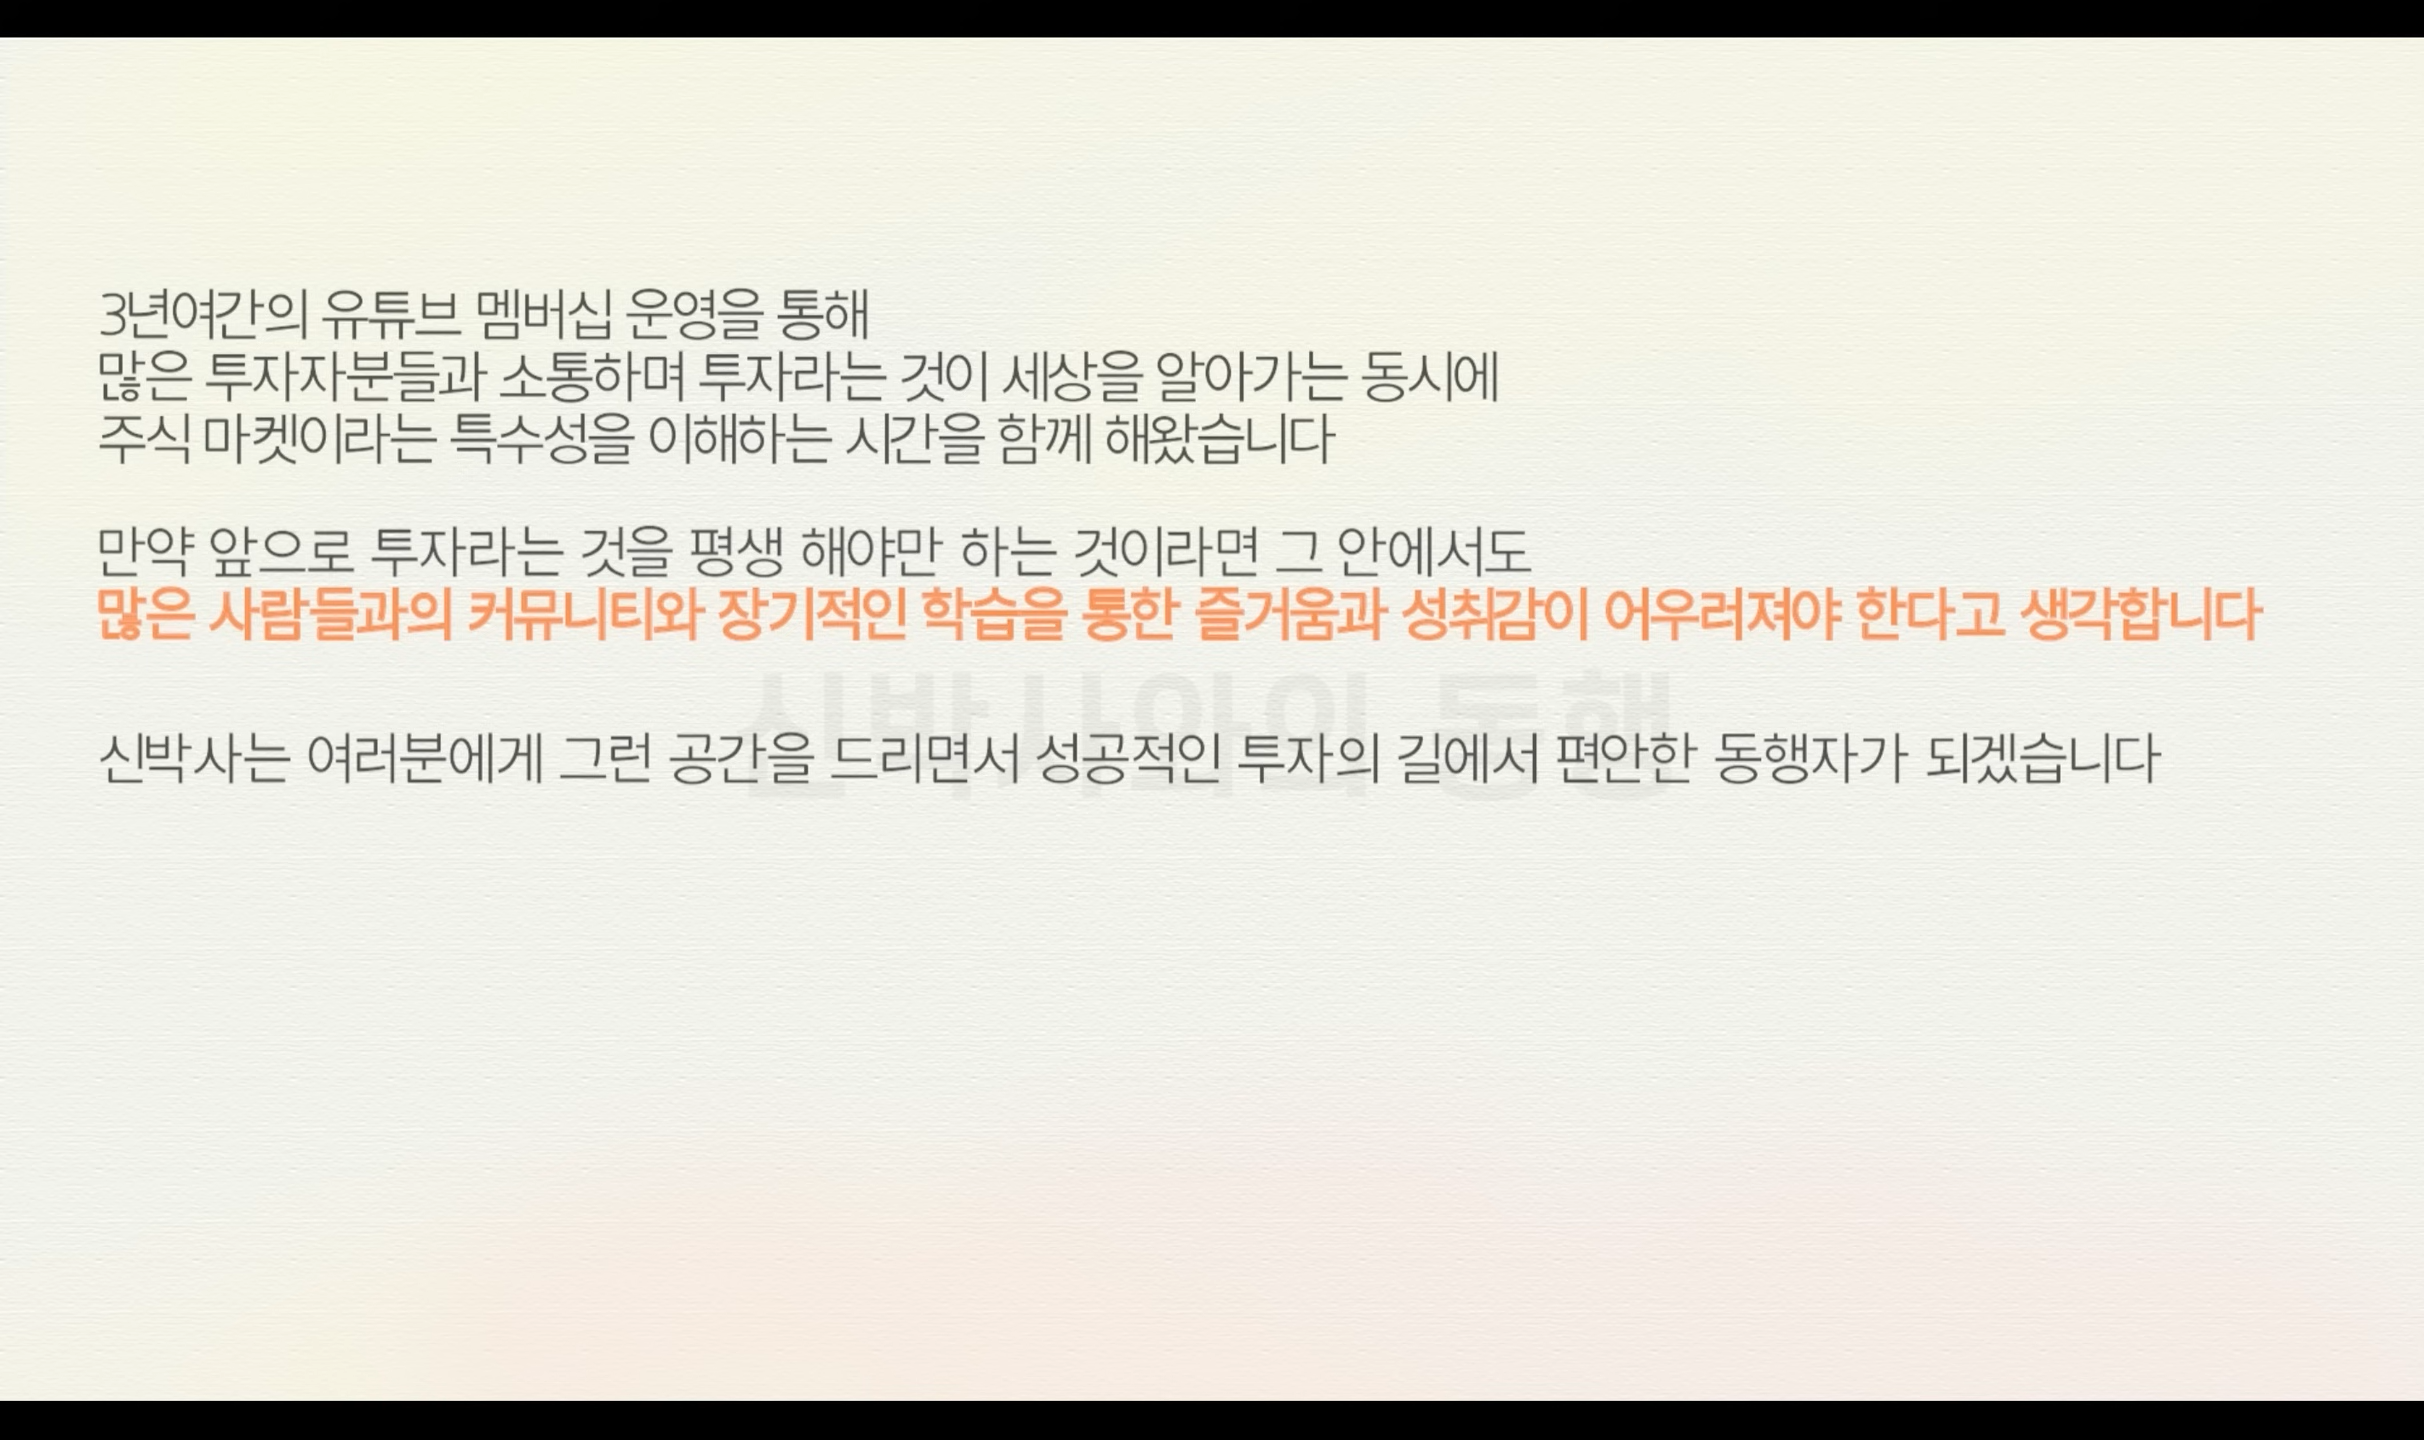 3년여간의 유튜브 멤버십 운영을 통해
많은 투자자분들과 소통하며 투자라는 것이 세상을 알아가는 동시에
주식 마켓이라는 특수성을 이해하는 시간을 함께 해왔습니다
만약 앞으로 투자라는 것을 평생 해야만 하는 것이라면 그 안에서도
많은 사람들과의 커뮤니티와 장기적인 학습을 통한 즐거움과 성취감이 어우러져야 한다고 생각합니다
신박사와의 동행
신박사는 여러분에게 그런 공간을 드리면서 성공적인 투자의 길에서 편안한 동행자가 되겠습니다